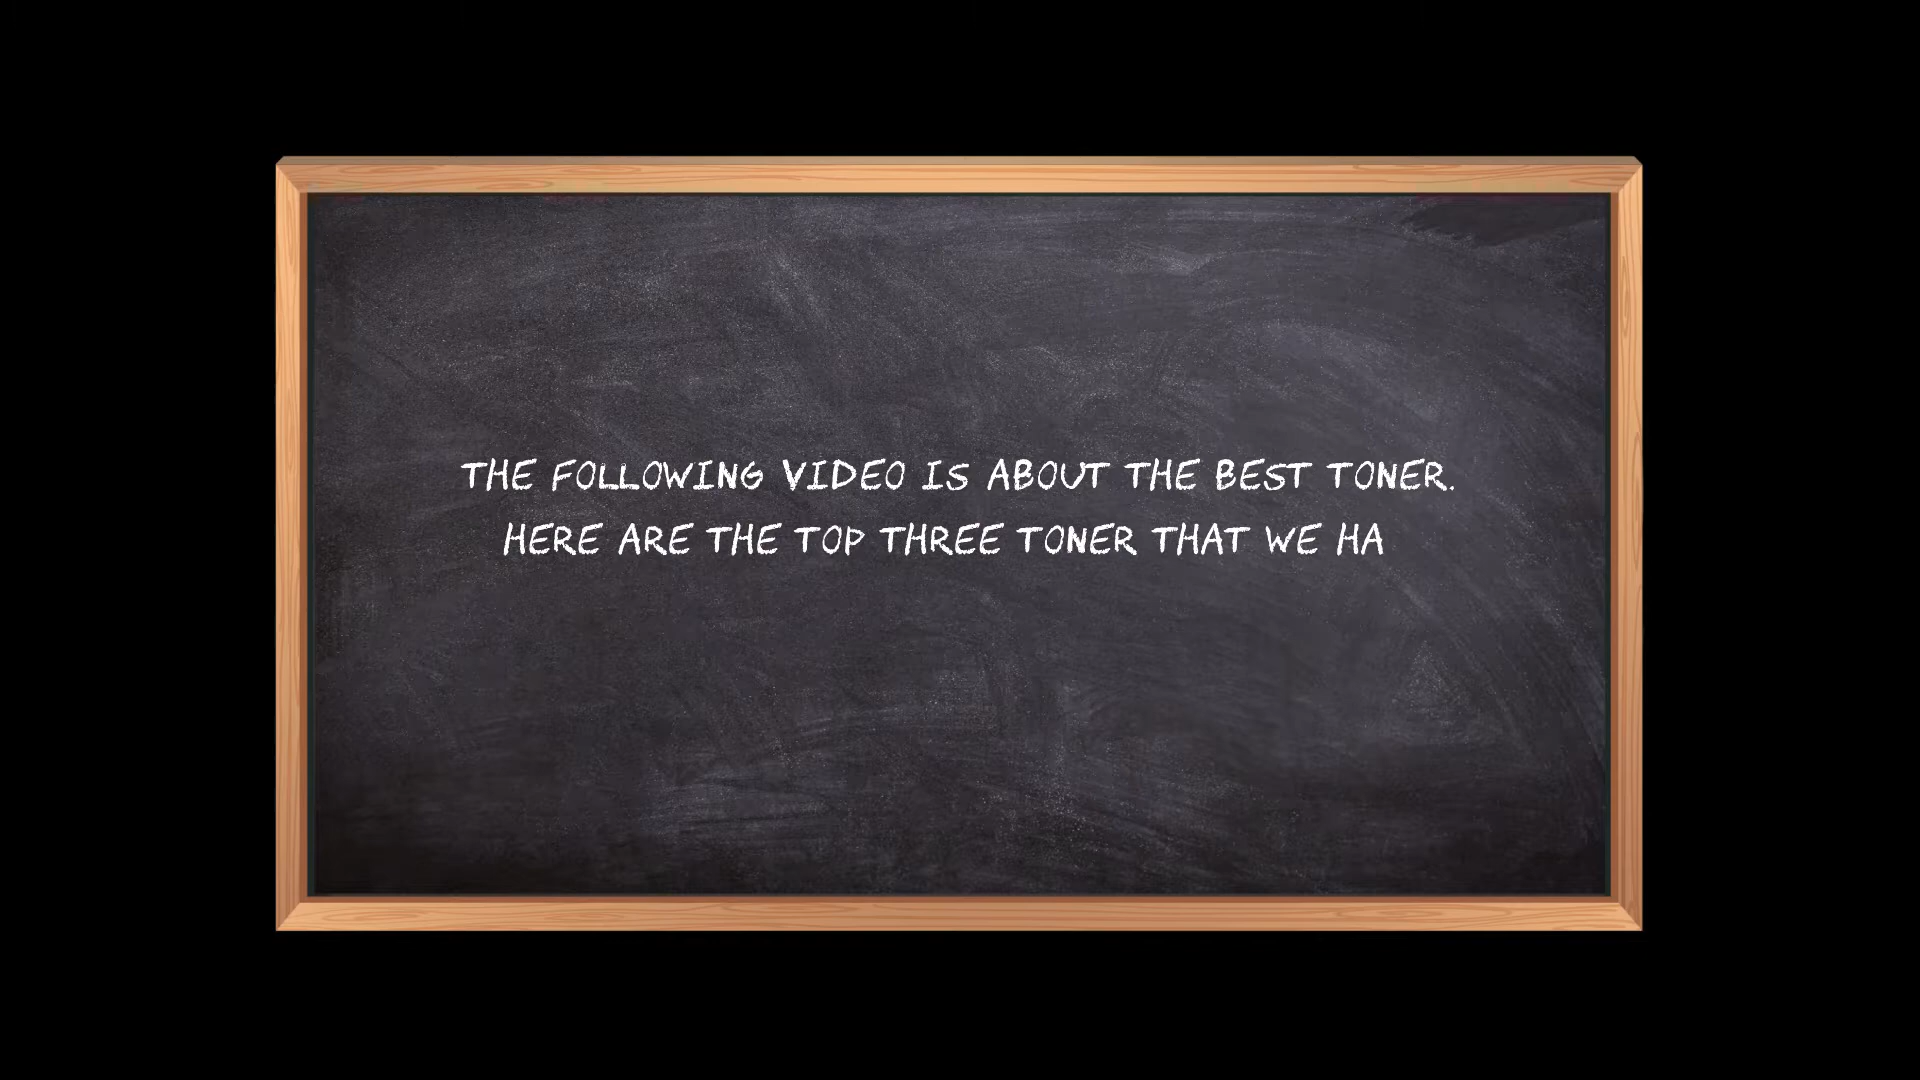 THE FOLLOWING VIDEO IS ABOUT THE BEST TONER.
HERE ARE THE TOP THREE TONER THAT WE HA